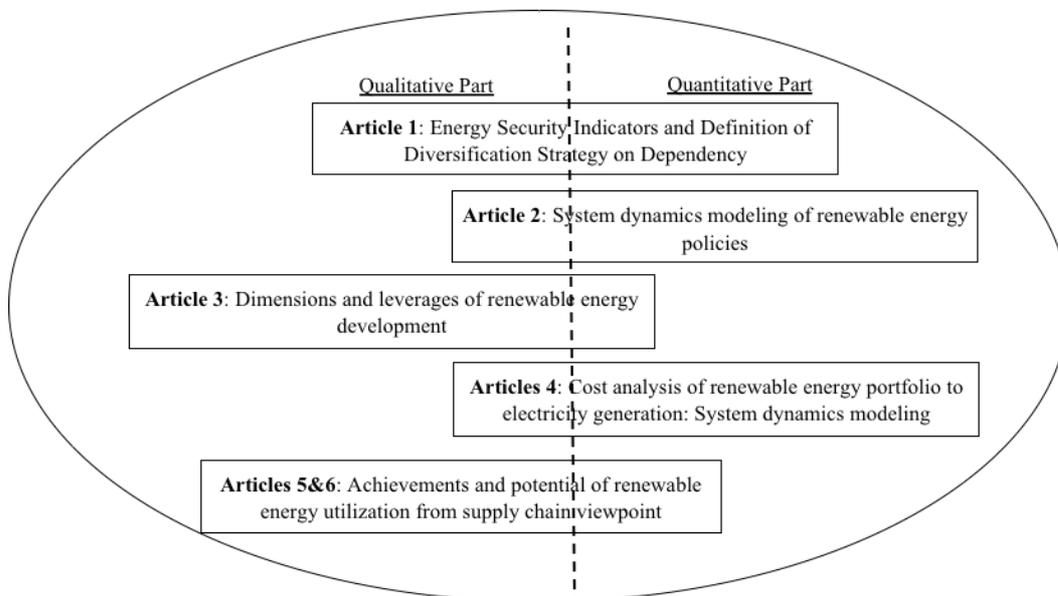 Qualitative Part
Quantitative Part
Article 1: Energy Security Indicators and Definition of
Diversification Strategy on Dependency
Article 2: System dynamics modeling of renewable energy
policies
Article 3: Dimensions and leverages of renewable energy
development
Articles 4: Cost analysis of renewable energy portfolio to
electricity generation: System dynamics modeling
Articles 5&6: Achievements and potential of renewable
energy utilization from supply chain viewpoint